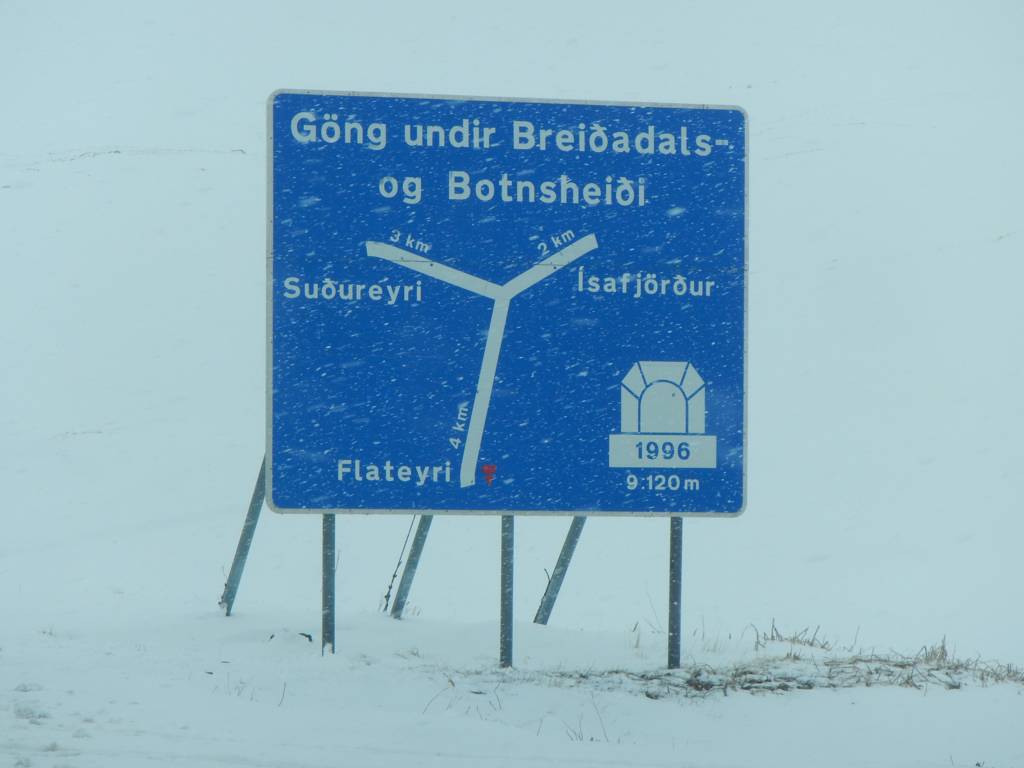 Göng undir Breiðadals-
og Botnsheiði
3 km
2 km
Suðureyri
Ísafjörður
4 km
Flateyri
1996
9.120 m